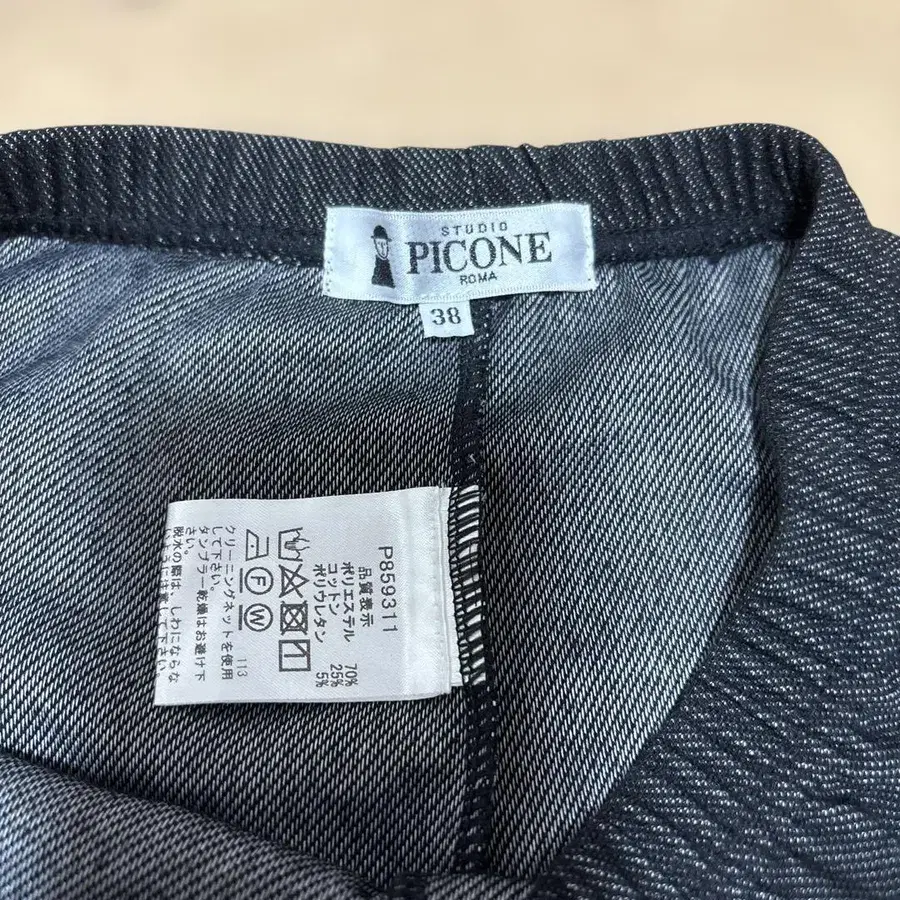 STUDIO
PICONE
ROMA
38
P859311
品質表示
ポリエステル 70%
コットン 25%
ポリウレタン 5%
F
W
113
クリーニングネットを使用
して下さい。
タンブラー乾燥はお避け下
さい。
脱水の際は、しわにならな
いように注意して下さい。